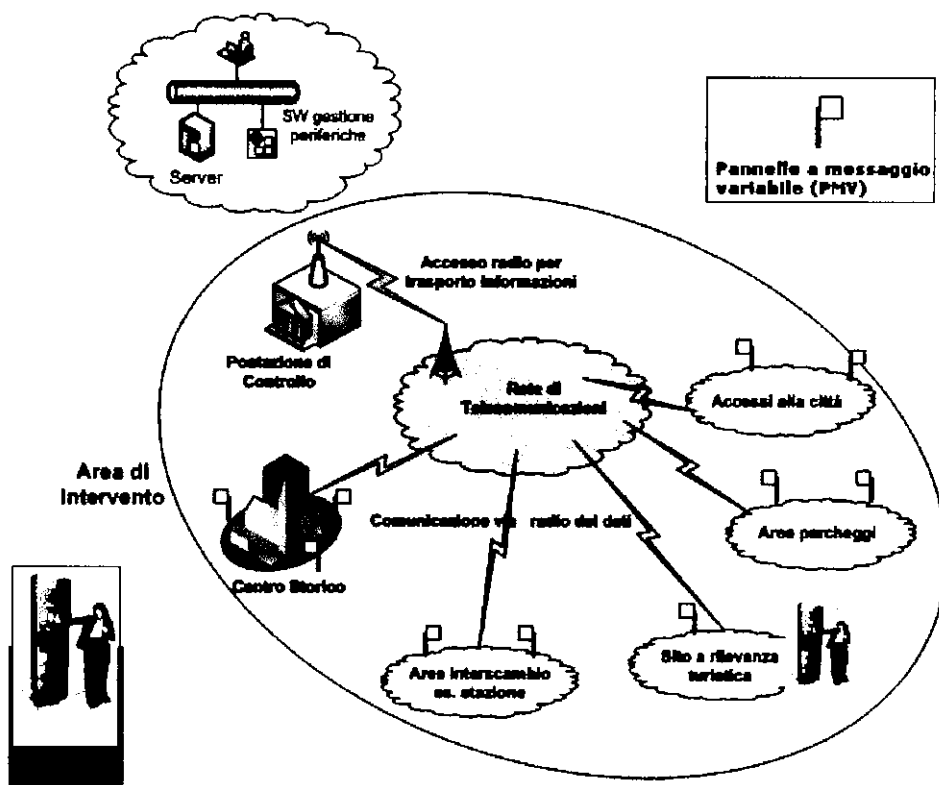 SW gestione
periferiche
Server
Pannello a messaggio
variabile (PMV)
Accesso radio per
trasporto informazioni
Postazione di
Controllo
Rete di
Telecomunicazioni
Accessi alla città
Area di
intervento
Comunicazione via radio dei dati
Area parcheggi
Centro Storico
Area interscambio
es. stazione
Sito a rilevanza
turistica